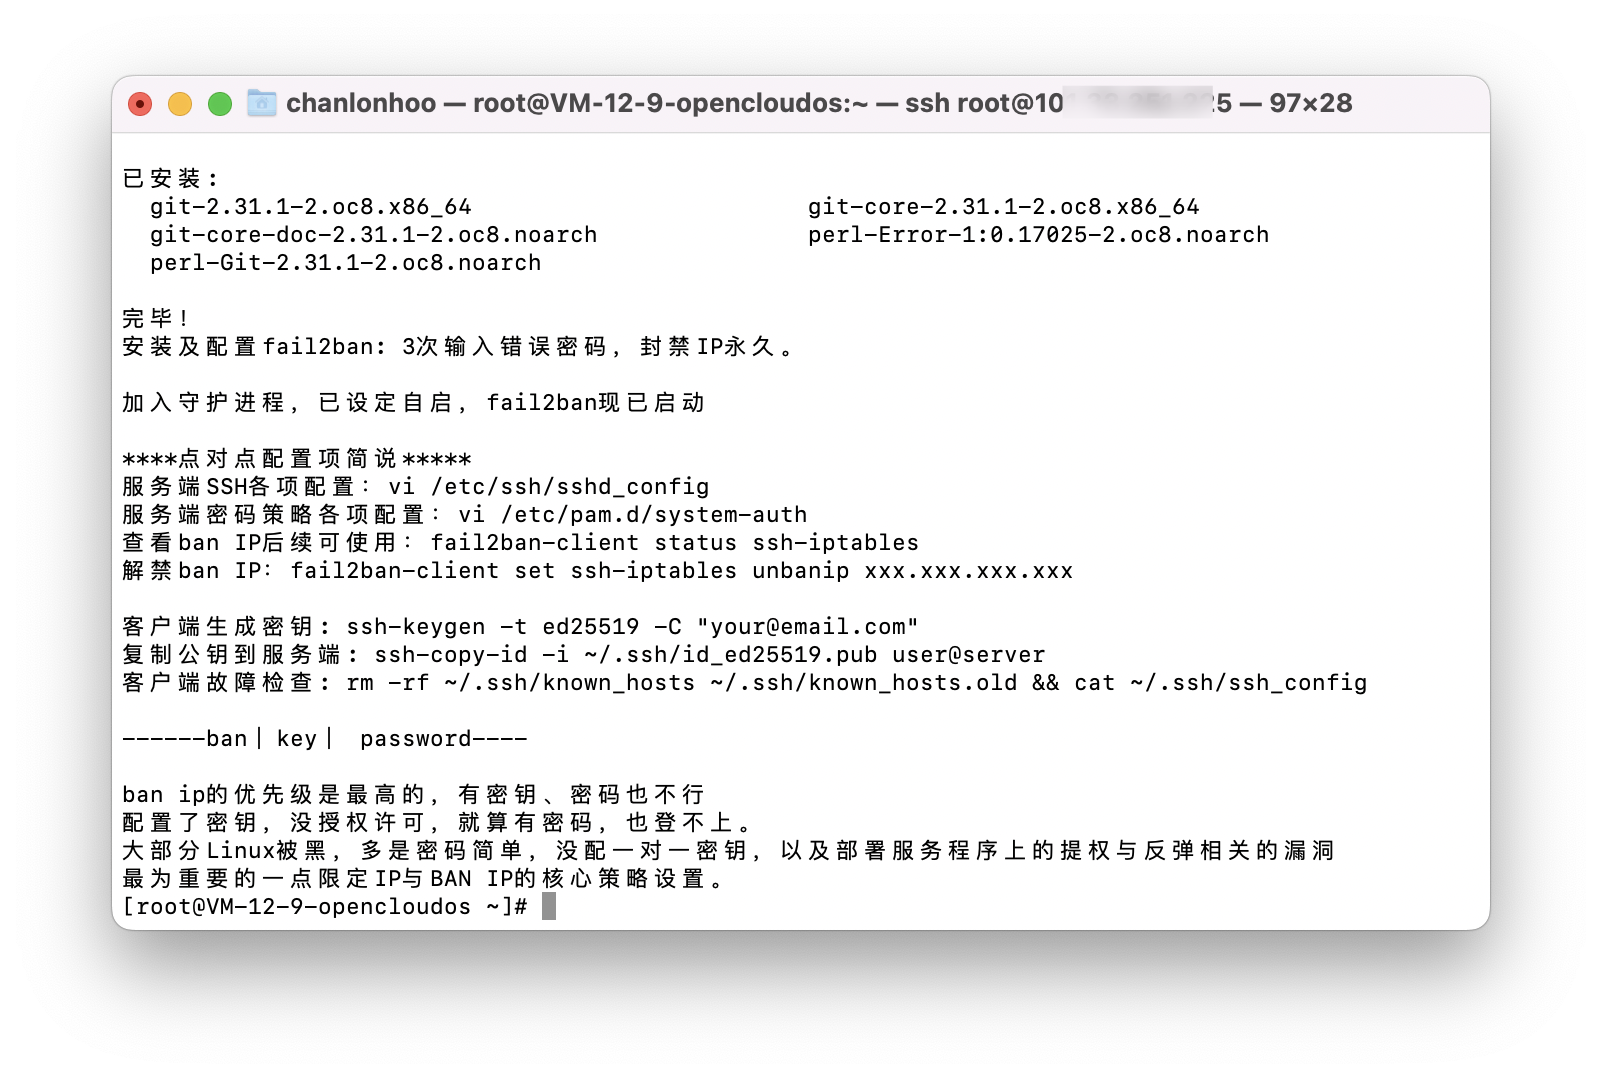 chanlonhoo — root@VM-12-9-opencloudos:~ — ssh root@10 5 — 97×28
已安装:
git-2.31.1-2.oc8.x86_64 git-core-2.31.1-2.oc8.x86_64
git-core-doc-2.31.1-2.oc8.noarch perl-Error-1:0.17025-2.oc8.noarch
perl-Git-2.31.1-2.oc8.noarch
完毕!
安装及配置fail2ban: 3次输入错误密码，封禁IP永久。
加入守护进程，已设定自启，fail2ban现已启动
****点对点配置项简说*****
服务端SSH各项配置：vi /etc/ssh/sshd_config
服务端密码策略各项配置：vi /etc/pam.d/system-auth
查看ban IP后续可使用：fail2ban-client status ssh-iptables
解禁ban IP：fail2ban-client set ssh-iptables unbanip xxx.xxx.xxx.xxx
客户端生成密钥: ssh-keygen -t ed25519 -C "your@email.com"
复制公钥到服务端: ssh-copy-id -i ~/.ssh/id_ed25519.pub user@server
客户端故障检查: rm -rf ~/.ssh/known_hosts ~/.ssh/known_hosts.old && cat ~/.ssh/ssh_config
------ban｜key｜ password----
ban ip的优先级是最高的，有密钥、密码也不行
配置了密钥，没授权许可，就算有密码，也登不上。
大部分Linux被黑，多是密码简单，没配一对一密钥，以及部署服务程序上的提权与反弹相关的漏洞
最为重要的一点限定IP与BAN IP的核心策略设置。
[root@VM-12-9-opencloudos ~]#